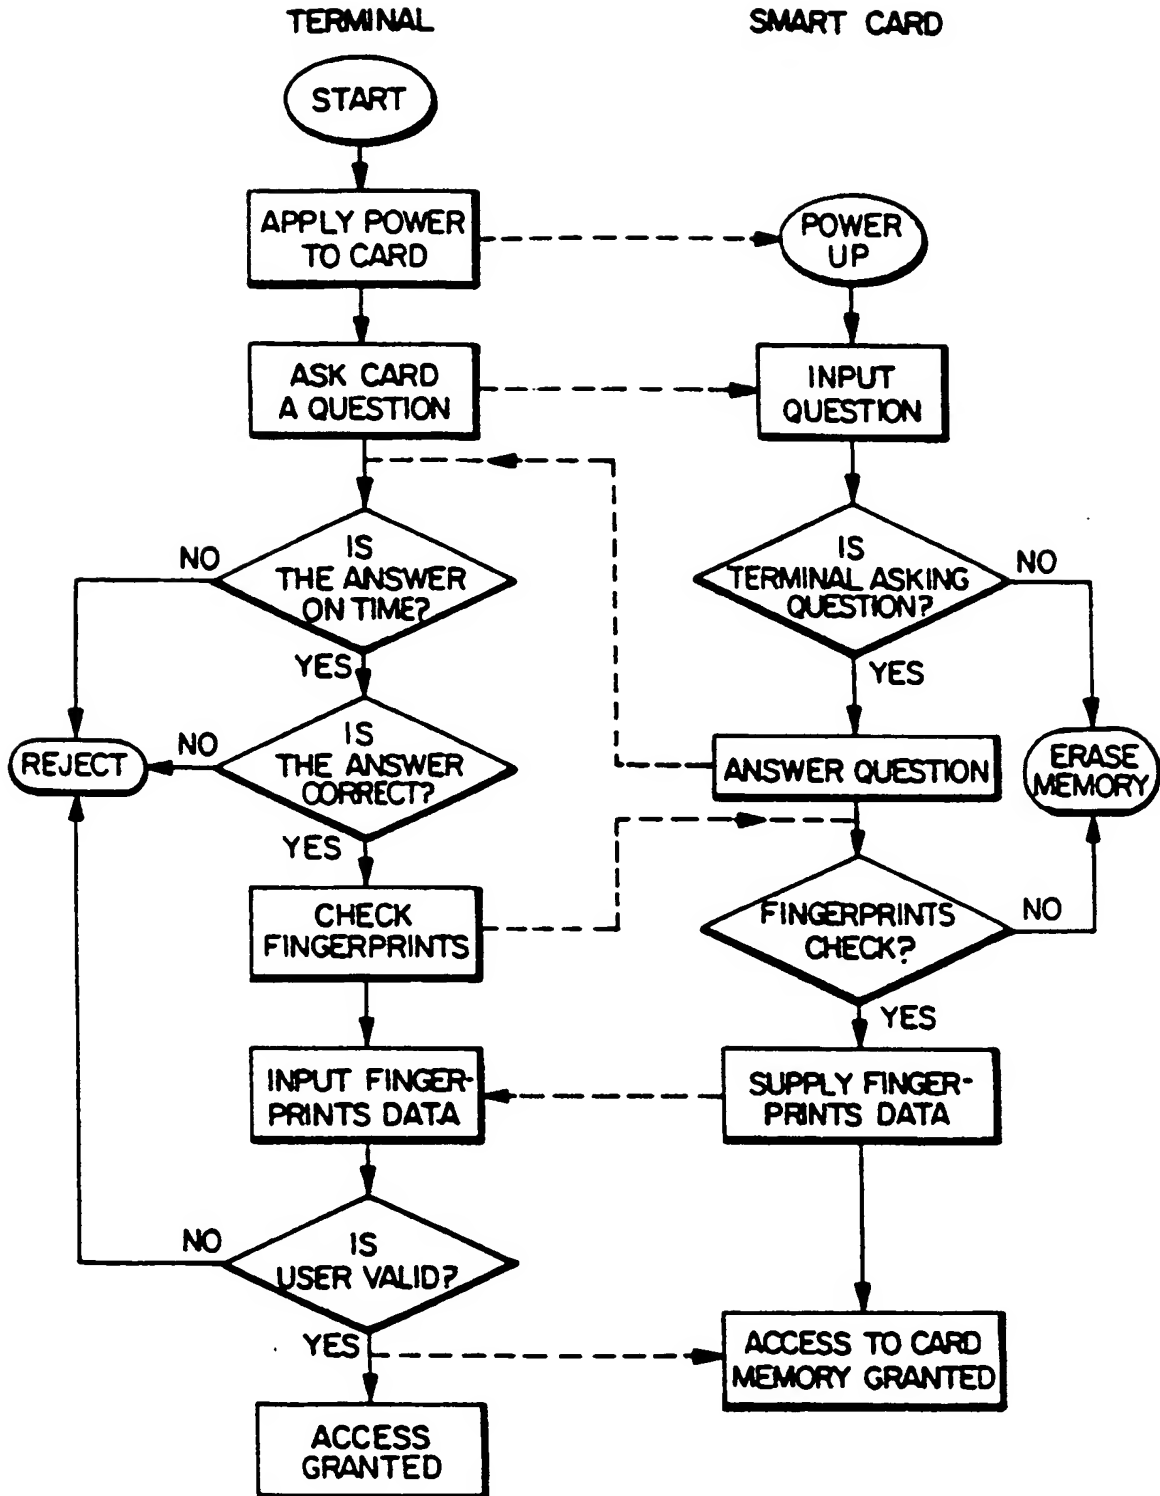 TERMINAL
SMART CARD
START
APPLY POWER
TO CARD
POWER
UP
ASK CARD
A QUESTION
INPUT
QUESTION
IS
THE ANSWER
ON TIME?
NO
YES
IS
TERMINAL ASKING
QUESTION?
NO
YES
REJECT
NO
IS
THE ANSWER
CORRECT?
YES
ANSWER QUESTION
ERASE
MEMORY
CHECK
FINGERPRINTS
FINGERPRINTS
CHECK?
NO
YES
INPUT FINGER-
PRINTS DATA
SUPPLY FINGER-
PRINTS DATA
NO
IS
USER VALID?
YES
ACCESS TO CARD
MEMORY GRANTED
ACCESS
GRANTED